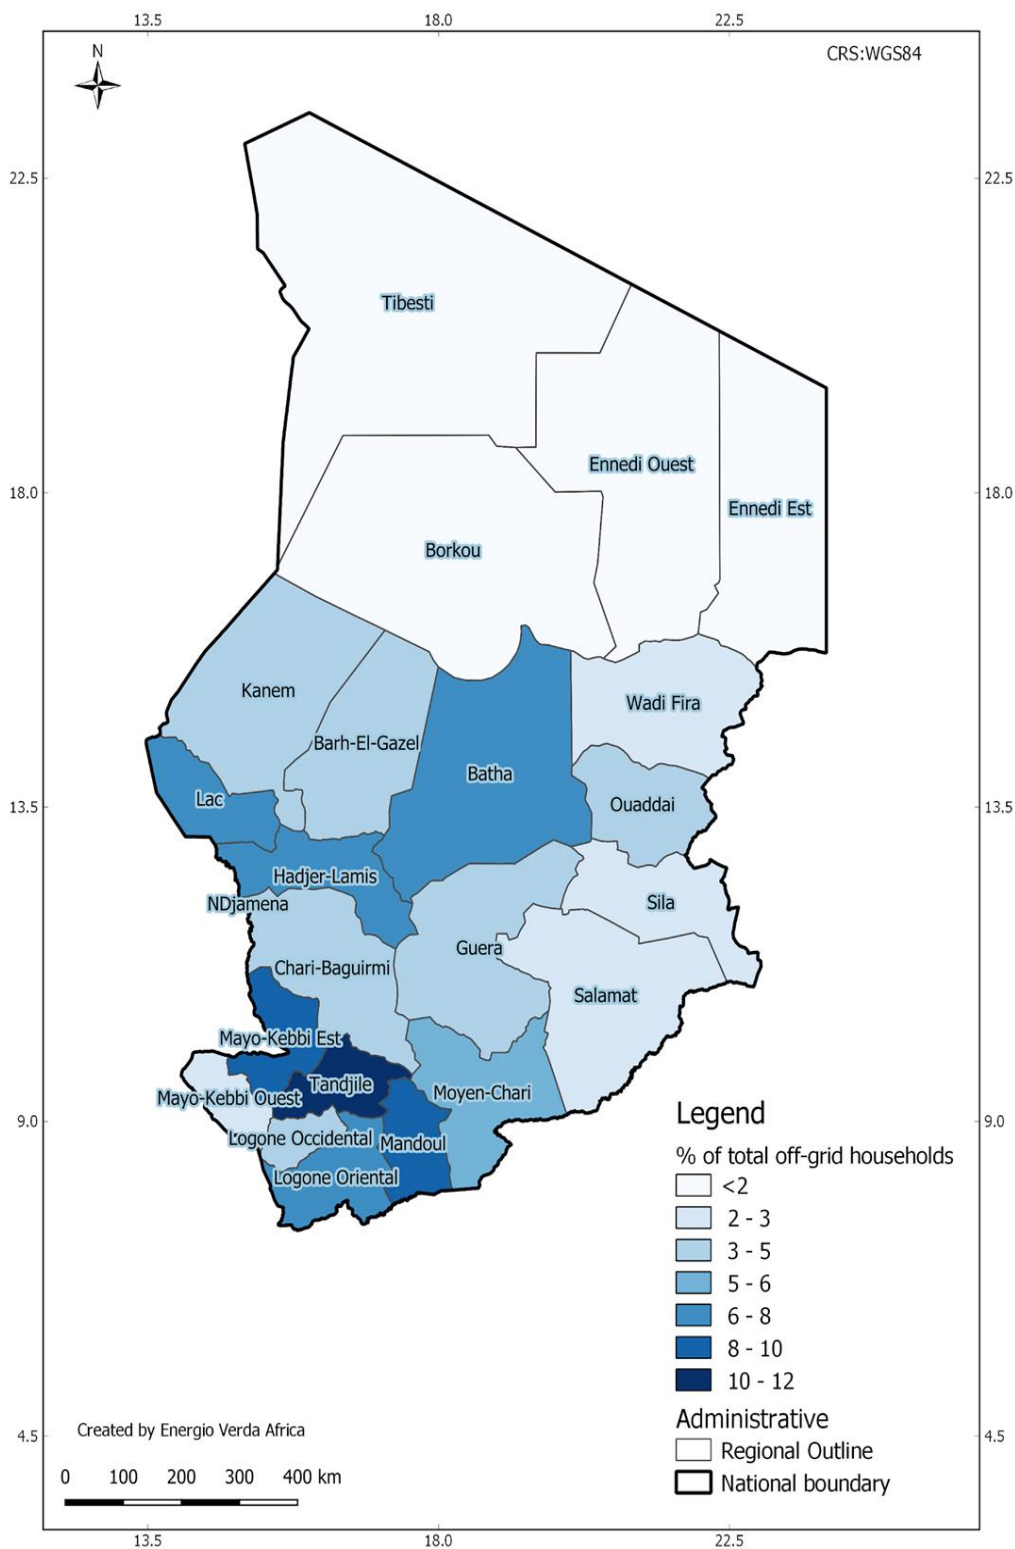 13.5 18.0 22.5
N
CRS:WGS84
22.5 22.5
Tibesti
Ennedi Ouest
18.0 18.0
Ennedi Est
Borkou
Kanem
Wadi Fira
Barh-El-Gazel
Batha
Lac
13.5 13.5
Ouaddai
Hadjer-Lamis
NDjamena
Sila
Guera
Chari-Baguirmi
Salamat
Mayo-Kebbi Est
Tandjile
Moyen-Chari
Mayo-Kebbi Ouest
9.0 9.0
Logone Occidental
Mandoul
Logone Oriental
Legend
% of total off-grid households
<2
2 - 3
3 - 5
5 - 6
6 - 8
8 - 10
10 - 12
Administrative
Regional Outline
National boundary
Created by Energio Verda Africa
4.5 4.5
0 100 200 300 400 km
13.5 18.0 22.5